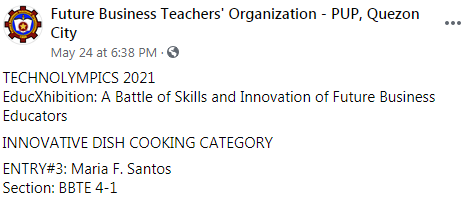 Future Business Teachers' Organization - PUP, Quezon
City
May 24 at 6:38 PM ·
TECHNOLYMPICS 2021
EducXhibition: A Battle of Skills and Innovation of Future Business
Educators
INNOVATIVE DISH COOKING CATEGORY
ENTRY#3: Maria F. Santos
Section: BBTE 4-1